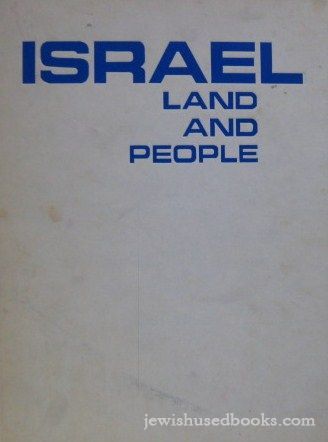 ISRAEL
LAND
AND
PEOPLE
jewishusedbooks.com